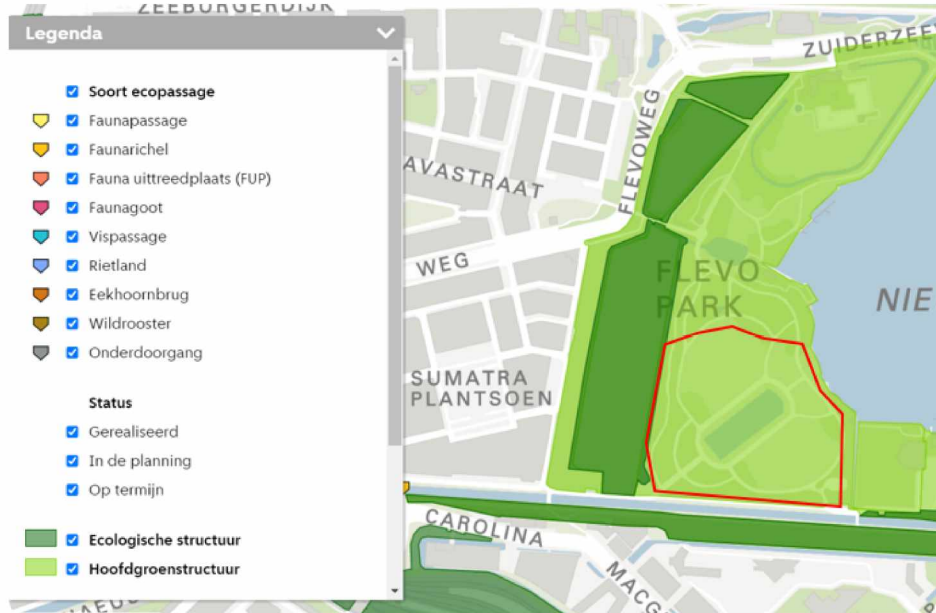 ZEEBURGERDIJK
Legenda
Soort ecopassage
Faunapassage
Faunarichel
Fauna uittreedplaats (FUP)
Faunagoot
Vispassage
Rietland
Eekhoornbrug
Wildrooster
Onderdoorgang
Status
Gerealiseerd
In de planning
Op termijn
Ecologische structuur
Hoofdgroenstructuur
ZUIDERZEE
FLEVOWEG
AVASTRAAT
WEG
FLEVO
PARK
NIE
SUMATRA
PLANTSOEN
CAROLINA
MACG